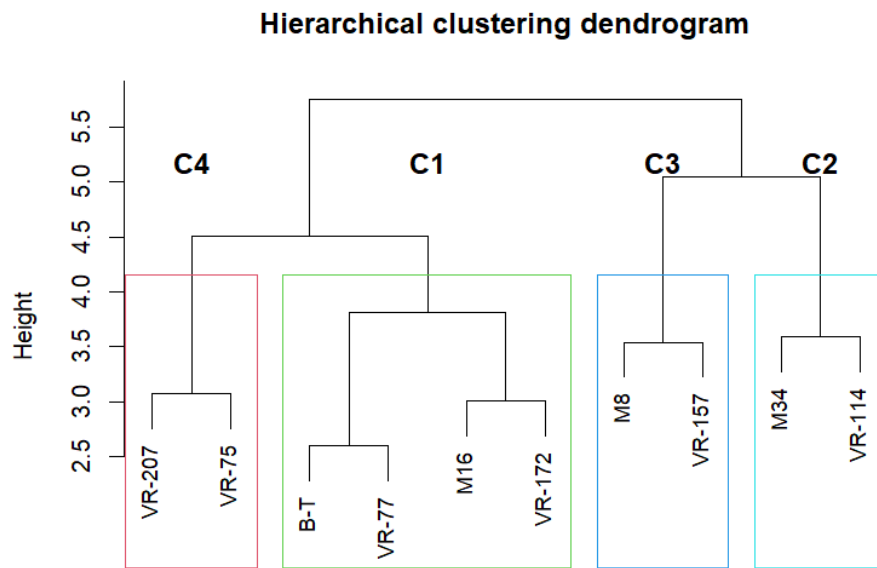 Hierarchical clustering dendrogram
C4 C1 C3 C2
Height
5.5
5.0
4.5
4.0
3.5
3.0
2.5
VR-207
VR-75
B-T
VR-77
M16
VR-172
M8
VR-157
M34
VR-114